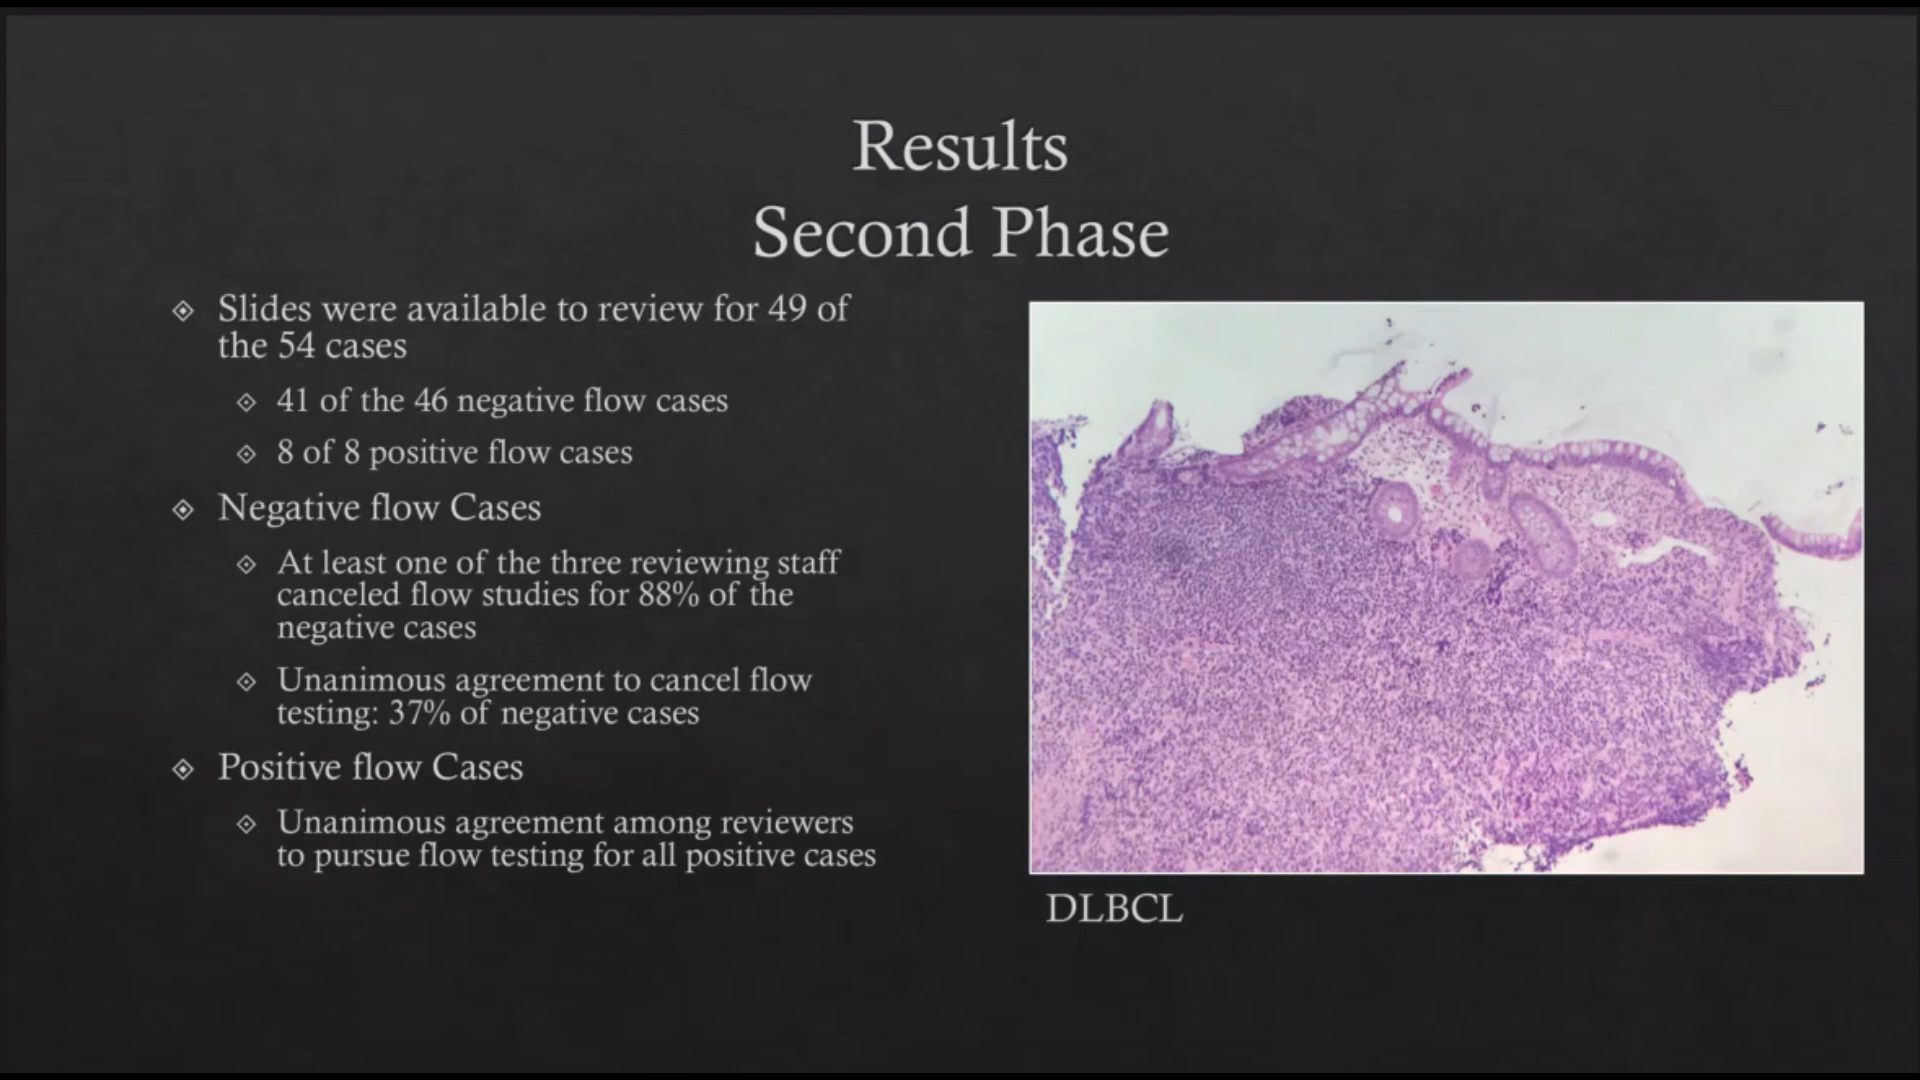 Results
Second Phase
Slides were available to review for 49 of
the 54 cases
41 of the 46 negative flow cases
8 of 8 positive flow cases
Negative flow Cases
At least one of the three reviewing staff
canceled flow studies for 88% of the
negative cases
Unanimous agreement to cancel flow
testing: 37% of negative cases
Positive flow Cases
Unanimous agreement among reviewers
to pursue flow testing for all positive cases
DLBCL